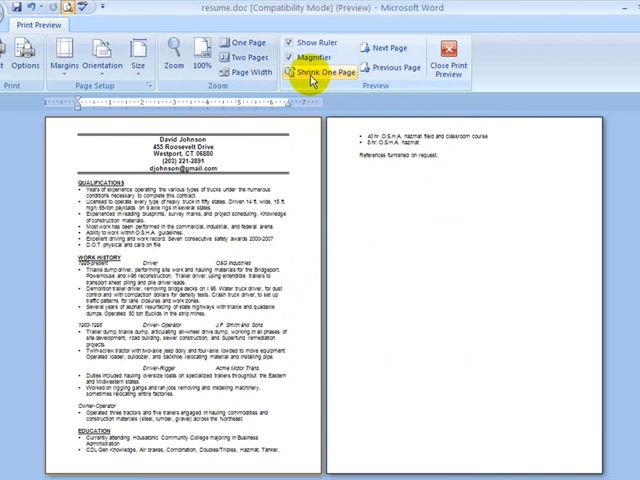 resume.doc [Compatibility Mode] (Preview) - Microsoft Word
Print Preview
Options
Margins
Orientation
Size
Zoom
100%
One Page
Two Pages
Page Width
Show Ruler
Magnifier
Shrink One Page
Next Page
Previous Page
Close Print
Preview
Print
Page Setup
Zoom
Preview
David Johnson
455 Roosevelt Drive
Westport, CT 06880
(203) 221-2891
djohnson@gmail.com
QUALIFICATIONS
Years of experience operating the various types of trucks under the numerous
conditions necessary to complete this contract.
Licensed to operate every type of heavy truck in fifty states. Driven 14 ft. wide, 15 ft.
high, 55-ton payloads on 9 axle rigs in several states.
Experienced in reading blueprints, survey marks, and project scheduling. Knowledge
of construction materials.
Most work has been performed in the commercial, industrial, and federal arena.
Ability to work within O.S.H.A. guidelines.
Excellent driving and work record. Seven consecutive safety awards 2000-2007
D.O.T. physical and card on file
WORK HISTORY
1996-present Driver O&G Industries
Triaxle dump driver, performing site work and hauling materials for the Bridgeport.
Powerhouse and I-95 reconstruction. Trailer driver, using extendible trailers to
transport sheet piling and pile driver leads.
Demolition trailer driver, removing bridge decks on I 95. Water truck driver, for dust
control and with compaction dollars for density tests. Crash truck driver, to set up
traffic patterns for lane closures and work zones.
Several years of asphalt resurfacing of state highways with triaxle and quadaxle
dumps. Operated 50 ton Euclids in the strip mines.
1983-1996 Driver- Operator J.F. Smith and Sons
Trailer dump, triaxle dump, articulating all-wheel drive dump, working in all phases of
site development, road building, sewer construction, and Superfund remediation
projects.
Twin-screw tractor with two-axle jeep dolly and four-axle lowbed to move equipment.
Operated loader, bulldozer, and backhoe relocating material and installing pipe.
Driver-Rigger Acme Motor Trans.
Duties included hauling oversize loads on specialized trailers throughout the Eastern
and Midwestern states.
Worked on rigging gangs and ran jobs removing and installing machinery,
sometimes relocating entire factories.
Owner-Operator
Operated three tractors and five trailers engaged in hauling commodities and
construction materials (steel, lumber, gravel) across the Northeast.
EDUCATION
Currently attending Housatonic Community College majoring in Business
Administration
CDL Gen Knowledge, Air brakes, Combination, Doubles/Triples, Hazmat, Tanker.
40 hr. O.S.H.A. hazmat field and classroom course
8 hr. O.S.H.A. hazmat
References furnished on request.